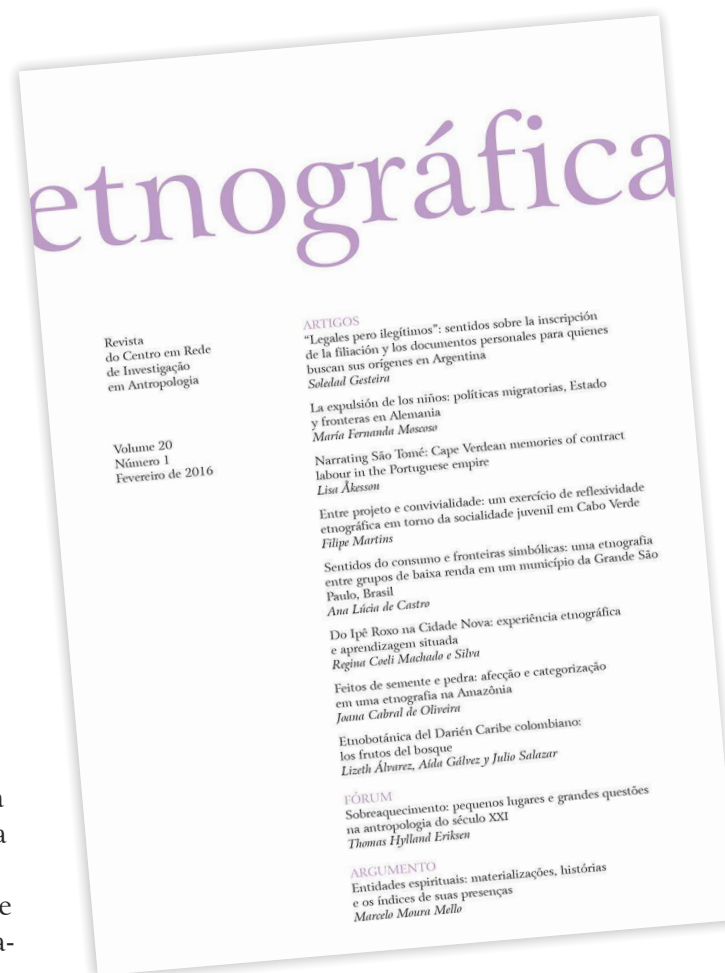 etnográfica
Revista
do Centro em Rede
de Investigação
em Antropologia
Volume 20
Número 1
Fevereiro de 2016
ARTIGOS
“Legales pero ilegítimos”: sentidos sobre la inscripción
de la filiación y los documentos personales para quienes
buscan sus orígenes en Argentina
Soledad Gesteira
La expulsión de los niños: políticas migratorias, Estado
y fronteras en Alemania
María Fernanda Moscoso
Narrating São Tomé: Cape Verdean memories of contract
labour in the Portuguese empire
Lisa Åkesson
Entre projeto e convivialidade: um exercício de reflexividade
etnográfica em torno da socialidade juvenil em Cabo Verde
Filipe Martins
Sentidos do consumo e fronteiras simbólicas: uma etnografia
entre grupos de baixa renda em um município da Grande São
Paulo, Brasil
Ana Lúcia de Castro
Do Ipê Roxo na Cidade Nova: experiência etnográfica
e aprendizagem situada
Regina Coeli Machado e Silva
Feitos de semente e pedra: afecção e categorização
em uma etnografia na Amazônia
Joana Cabral de Oliveira
Etnobotánica del Darién Caribe colombiano:
los frutos del bosque
Lizeth Álvarez, Aída Gálvez y Julio Salazar
FÓRUM
Sobreaquecimento: pequenos lugares e grandes questões
na antropologia do século XXI
Thomas Hylland Eriksen
ARGUMENTO
Entidades espirituais: materializações, histórias
e os índices de suas presenças
Marcelo Moura Mello